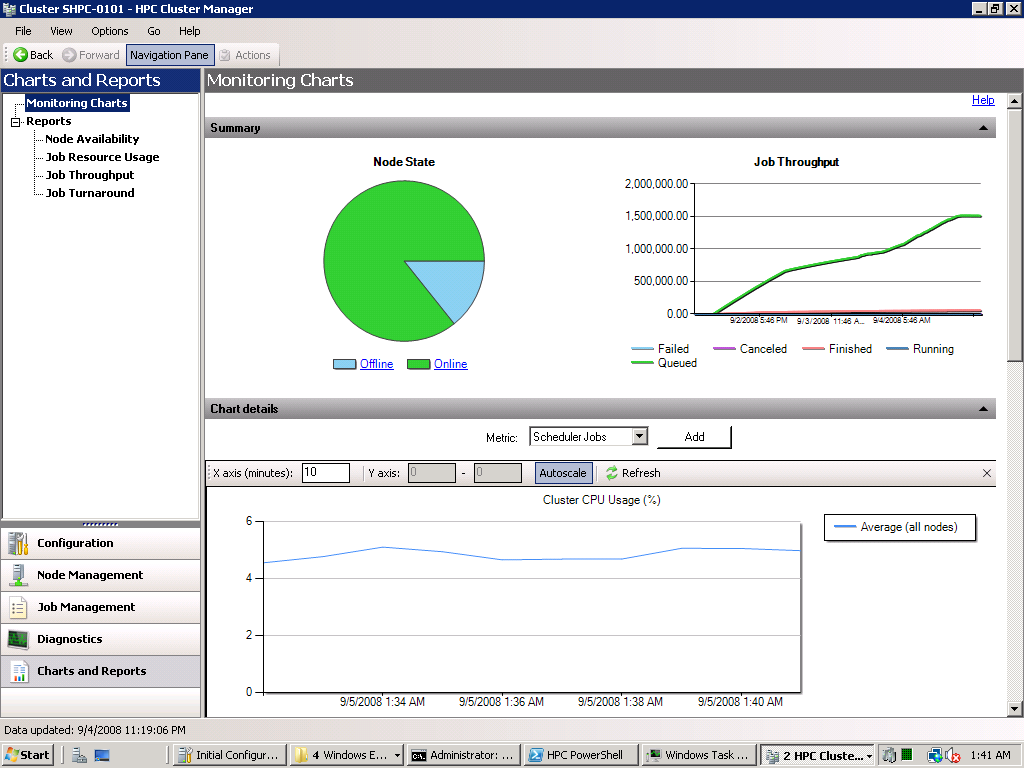 Cluster SHPC-0101 - HPC Cluster Manager
File View Options Go Help
Back Forward Navigation Pane Actions
Charts and Reports
Monitoring Charts
Reports
Node Availability
Job Resource Usage
Job Throughput
Job Turnaround
Configuration
Node Management
Job Management
Diagnostics
Charts and Reports
Monitoring Charts
Help
Summary
Node State
Offline Online
Job Throughput
2,000,000.00
1,500,000.00
1,000,000.00
500,000.00
0.00
9/2/2008 5:46 PM 9/3/2008 11:46 A... 9/4/2008 5:46 AM
Failed Canceled Finished Running
Queued
Chart details
Metric: Scheduler Jobs Add
X axis (minutes): 10 Y axis: 0 - 0 Autoscale Refresh
Cluster CPU Usage (%)
6
4
2
0
9/5/2008 1:34 AM 9/5/2008 1:36 AM 9/5/2008 1:38 AM 9/5/2008 1:40 AM
Average (all nodes)
Data updated: 9/4/2008 11:19:06 PM
Start Initial Configur... 4 Windows E... Administrator: ... HPC PowerShell Windows Task ... 2 HPC Cluste... 1:41 AM